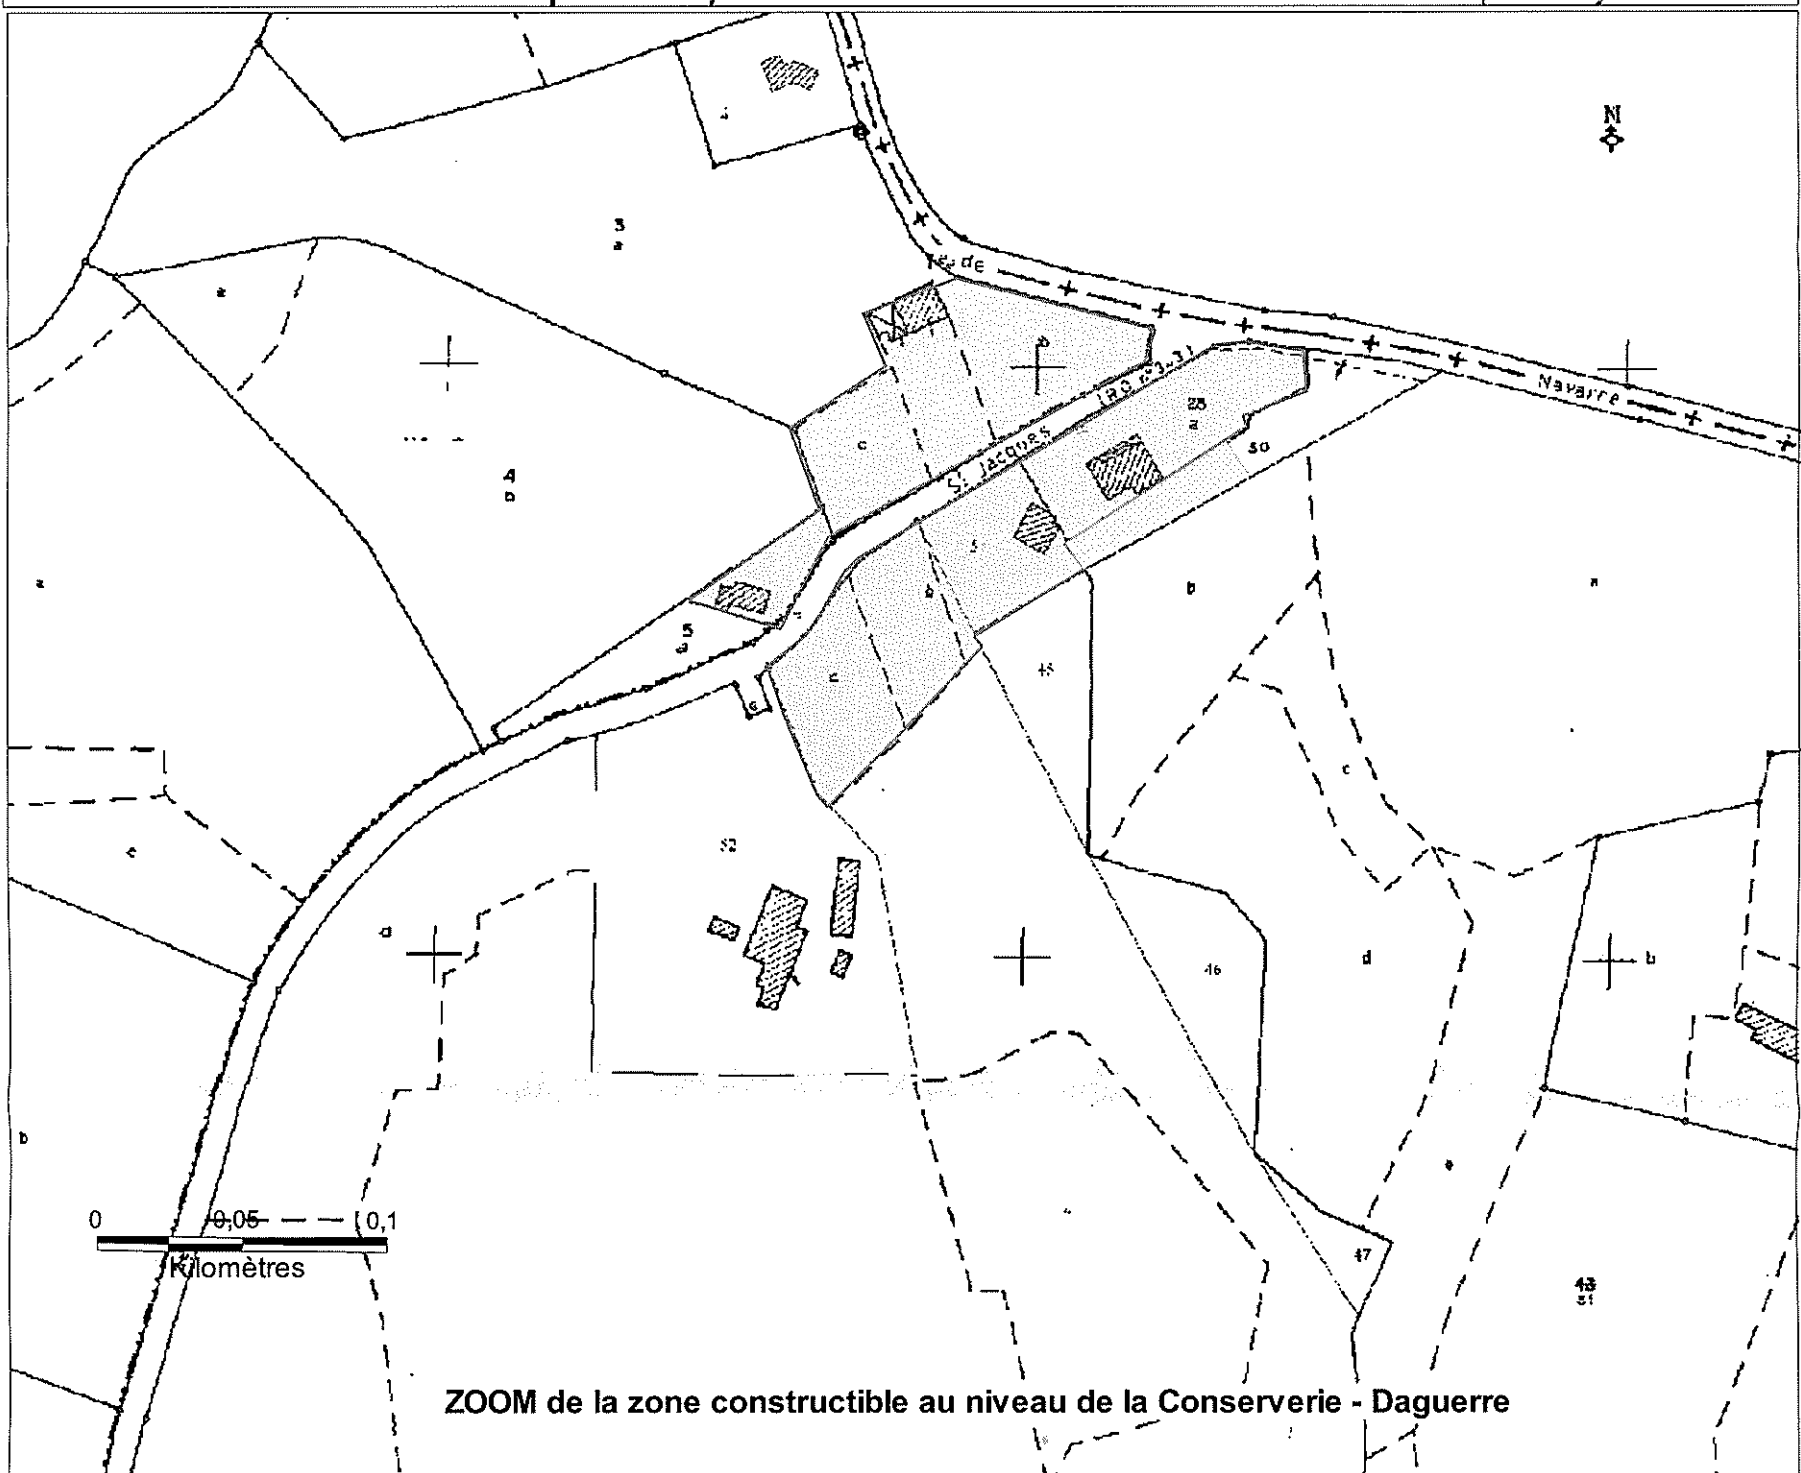 N
3
a
de
b
Navarre
c
St Jacques
28
a
50
4
b
a
b
b
a
5
45
c
52
a
46
d
b
b
e
0
0,05
0,1
Kilomètres
47
43
31
ZOOM de la zone constructible au niveau de la Conserverie - Daguerre